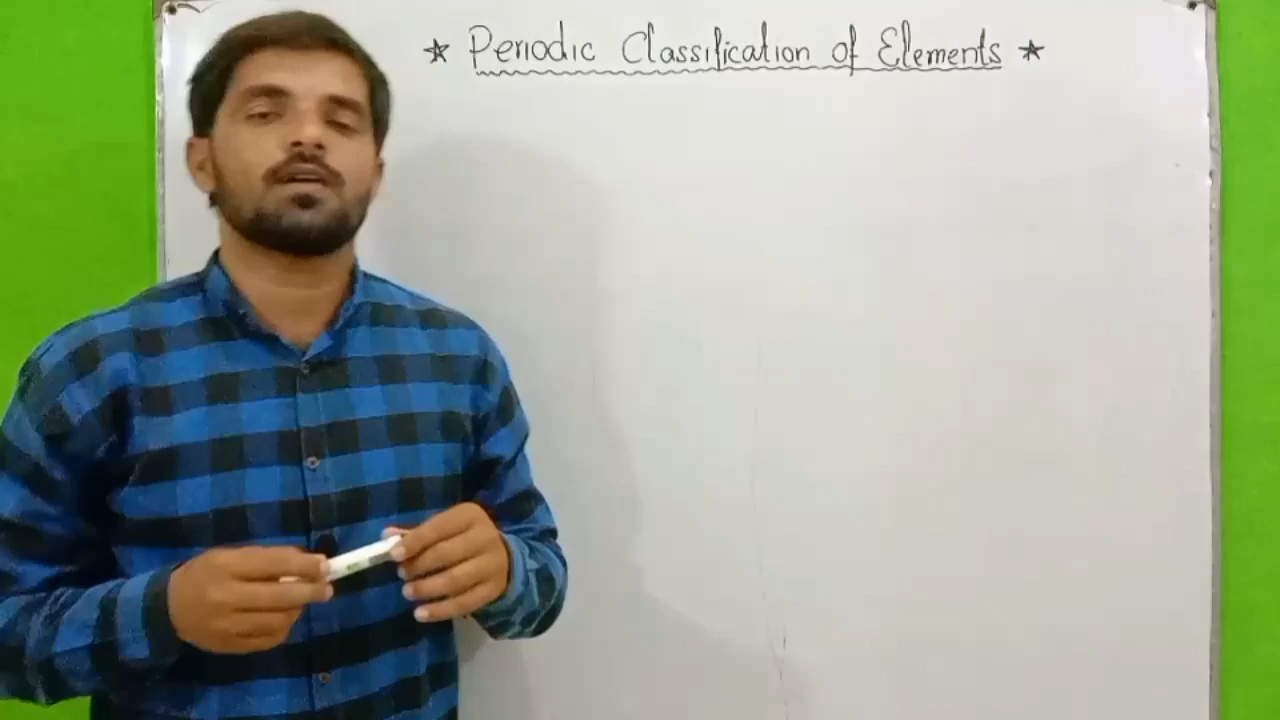 ★ Periodic Classification of Elements ★